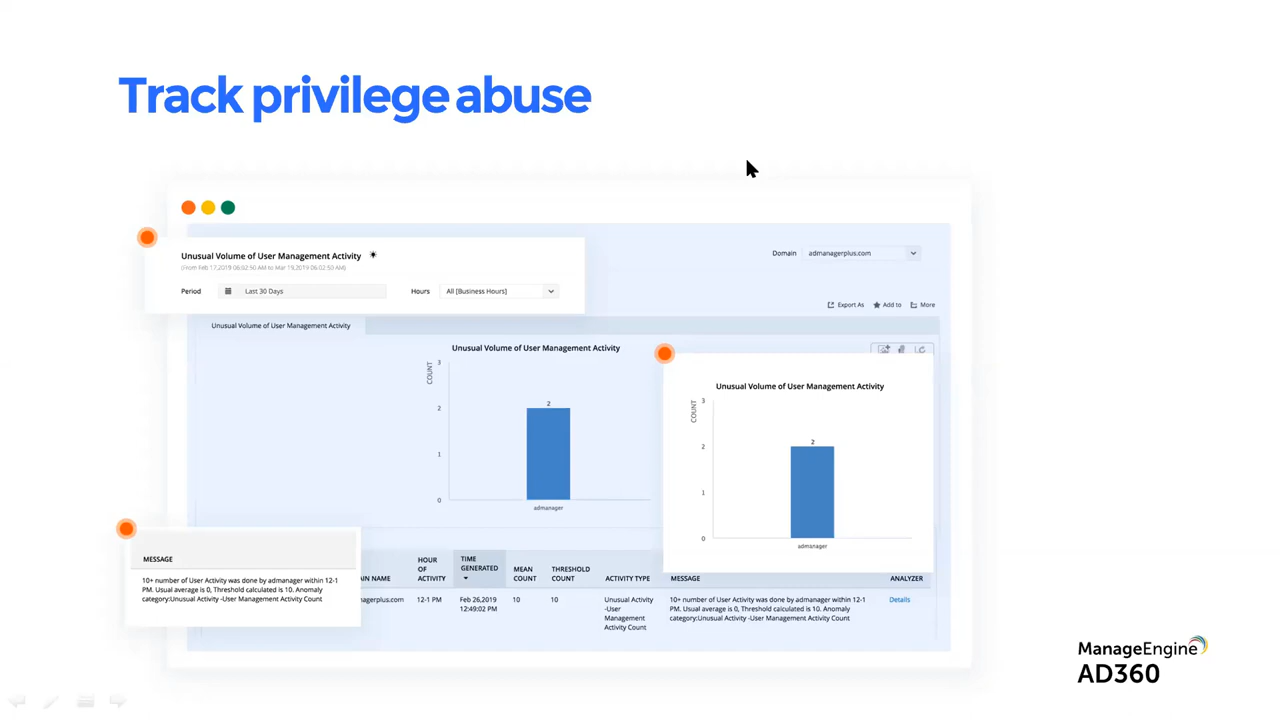 Track privilege abuse
Unusual Volume of User Management Activity
(From Feb 17,2019 06:02:50 AM to Mar 19,2019 06:02:50 AM)
Period
Last 30 Days
Hours
All [Business Hours]
Domain
admanagerplus.com
Export As
Add to
More
Unusual Volume of User Management Activity
Unusual Volume of User Management Activity
COUNT
3
2
1
0
2
admanager
Unusual Volume of User Management Activity
COUNT
3
2
1
0
2
admanager
MESSAGE
10+ number of User Activity was done by admanager within 12-1
PM. Usual average is 0, Threshold calculated is 10. Anomaly
category:Unusual Activity -User Management Activity Count
AIN NAME
HOUR
OF
ACTIVITY
TIME
GENERATED
MEAN
COUNT
THRESHOLD
COUNT
ACTIVITY TYPE
MESSAGE
ANALYZER
nagerplus.com
12-1 PM
Feb 26,2019
12:49:02 PM
10
10
Unusual Activity
-User
Management
Activity Count
10+ number of User Activity was done by admanager within 12-1
PM. Usual average is 0, Threshold calculated is 10. Anomaly
category:Unusual Activity -User Management Activity Count
Details
ManageEngine
AD360